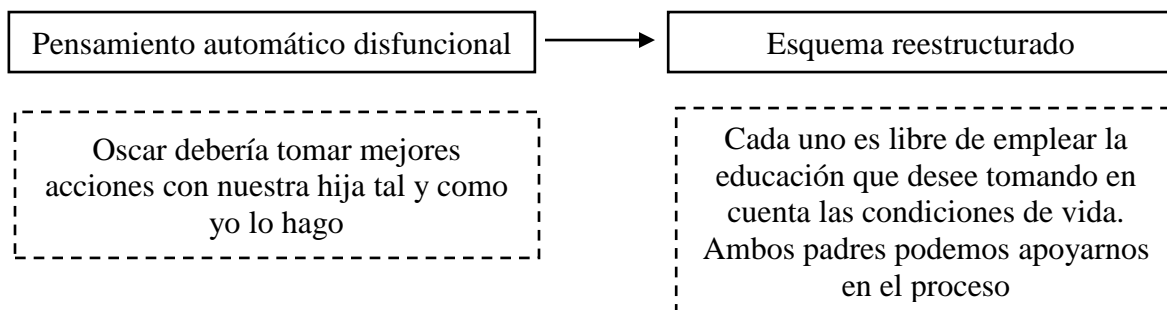 Pensamiento automático disfuncional
Esquema reestructurado
Oscar debería tomar mejores
acciones con nuestra hija tal y como
yo lo hago
Cada uno es libre de emplear la
educación que desee tomando en
cuenta las condiciones de vida.
Ambos padres podemos apoyarnos
en el proceso